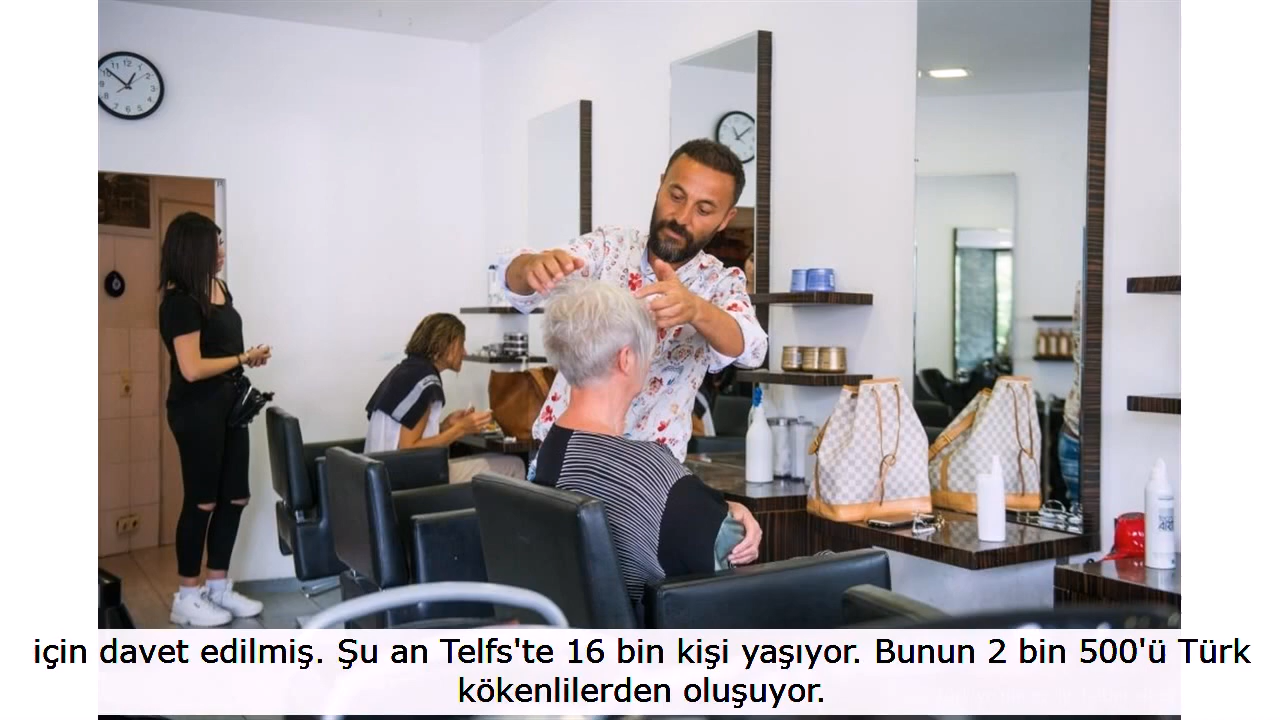 için davet edilmiş. Şu an Telfs'te 16 bin kişi yaşıyor. Bunun 2 bin 500'ü Türk
kökenlilerden oluşuyor.